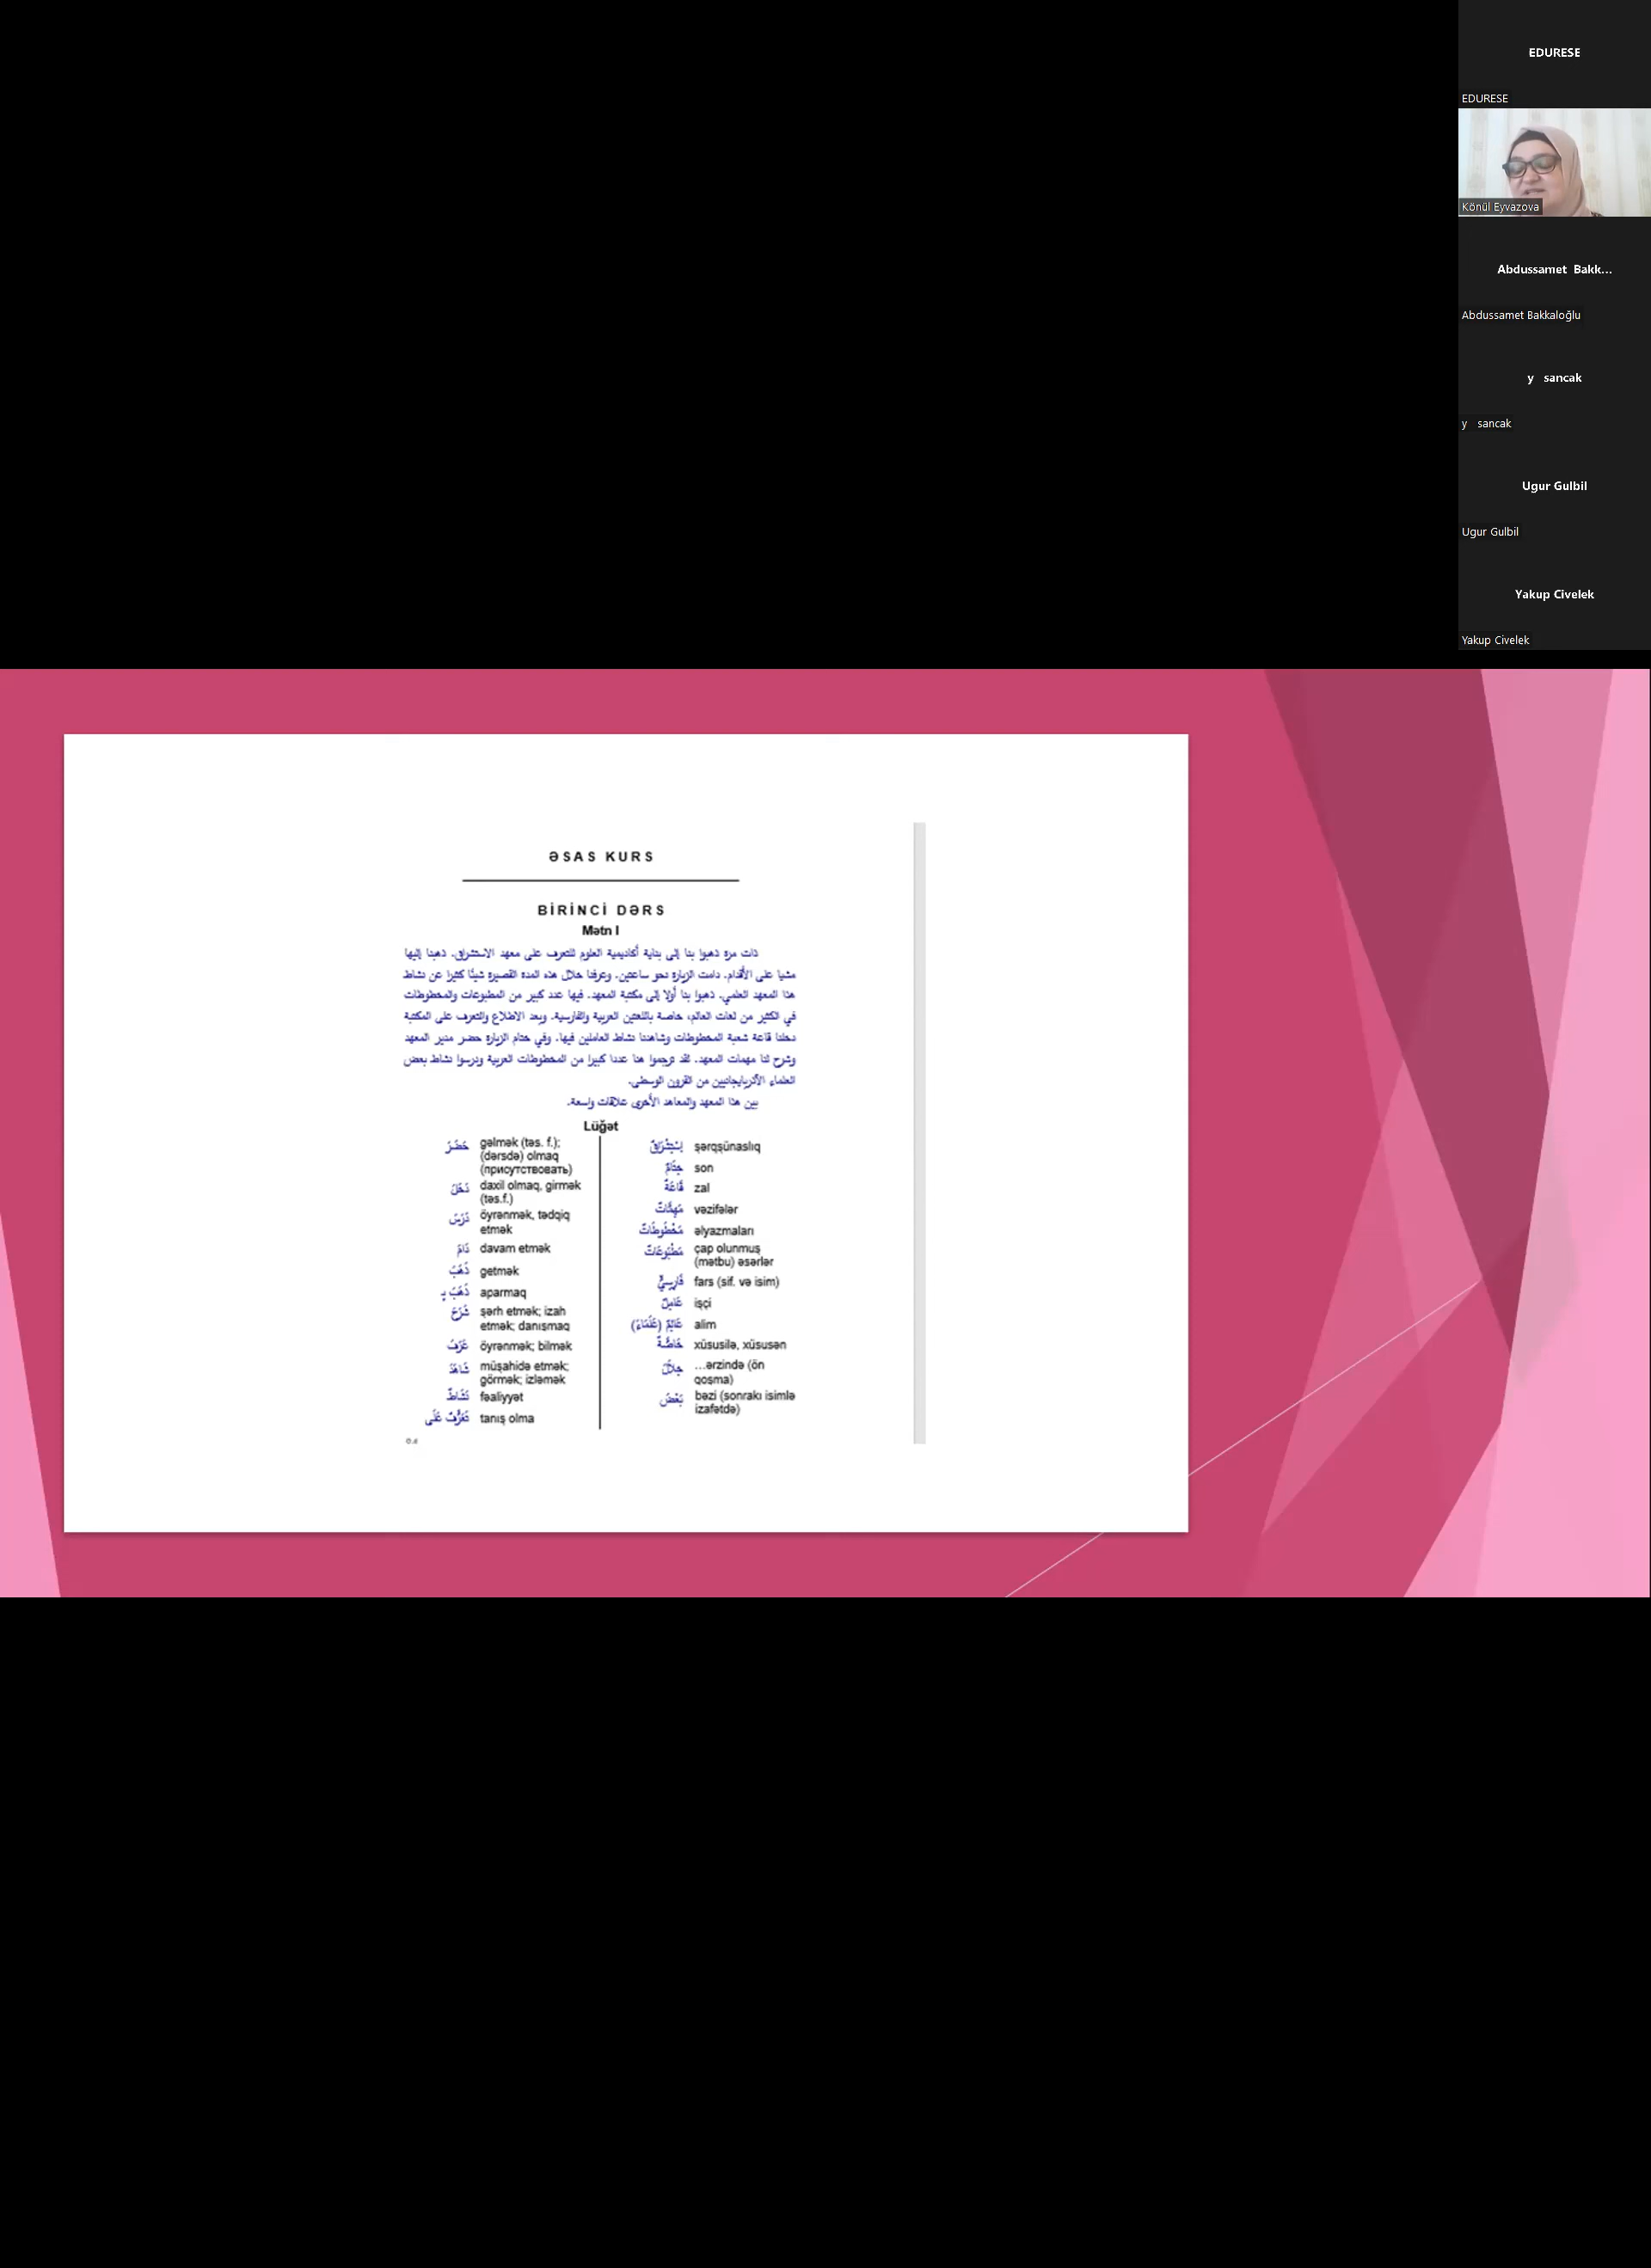 EDURESE
EDURESE
Könül Eyvazova
Abdussamet Bakk...
Abdussamet Bakkaloğlu
y sancak
y sancak
Ugur Gulbil
Ugur Gulbil
Yakup Civelek
Yakup Civelek
ƏSAS KURS
BİRİNCİ DƏRS
Mətn I
ذات مرة ذهبوا بنا إلى بناية أكاديمية العلوم للتعرف على معهد الاستشراق. ذهبنا إليها
مشيا على الأقدام. دامت الزيارة نحو ساعتين. وعرفنا خلال هذه المدة القصيرة شيئا كثيرا عن نشاط
هذا المعهد العلمي. ذهبوا بنا أولا إلى مكتبة المعهد. فيها عدد كبير من المطبوعات والمخطوطات
في الكثير من لغات العالم، خاصة باللغتين العربية والفارسية. وبعد الاطلاع والتعرف على المكتبة
دخلنا قاعة شعبة المخطوطات وشاهدنا نشاط العاملين فيها. وفي ختام الزيارة حضر مدير المعهد
وشرح لنا مهمات المعهد. لقد ترجموا هنا عددا كبيرا من المخطوطات العربية ودرسوا نشاط بعض
العلماء الأذربايجانيين من القرون الوسطى.
بين هذا المعهد والمعاهد الأخرى علاقات واسعة.
Lüğət
حَضَرَ gəlmək (təs. f.);
(dərsdə) olmaq
(присутствовать)
دَخَلَ daxil olmaq, girmək
(təs.f.)
دَرَسَ öyrənmək, tədqiq
etmək
دَامَ davam etmək
ذَهَبَ getmək
ذَهَبَ بِـ aparmaq
شَرَحَ şərh etmək; izah
etmək; danışmaq
عَرَفَ öyrənmək; bilmək
شَاهَدَ müşahidə etmək;
görmək; izləmək
نَشَاطٌ fəaliyyət
تَعَرُّفٌ عَلَى tanış olma
إِسْتِشْرَاقٌ şərqşünaslıq
خِتَامٌ son
قَاعَةٌ zal
مُهِمَّاتٌ vəzifələr
مَخْطُوطَاتٌ əlyazmaları
مَطْبُوعَاتٌ çap olunmuş
(mətbu) əsərlər
فَارِسِيٌّ fars (sif. və isim)
عَامِلٌ işçi
عَالِمٌ (عُلَمَاءُ) alim
خَاصَّةً xüsusilə, xüsusən
خِلَالَ ...ərzində (ön
qoşma)
بَعْضُ bəzi (sonrakı isimlə
izafətdə)